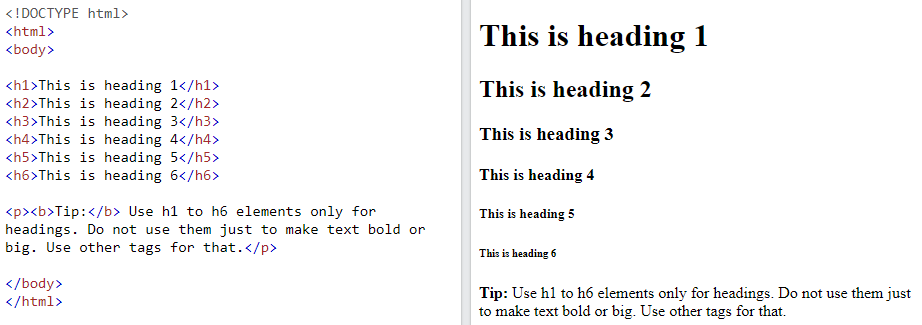 <!DOCTYPE html>
<html>
<body>
<h1>This is heading 1</h1>
<h2>This is heading 2</h2>
<h3>This is heading 3</h3>
<h4>This is heading 4</h4>
<h5>This is heading 5</h5>
<h6>This is heading 6</h6>
<p><b>Tip:</b> Use h1 to h6 elements only for
headings. Do not use them just to make text bold or
big. Use other tags for that.</p>
</body>
</html>
This is heading 1
This is heading 2
This is heading 3
This is heading 4
This is heading 5
This is heading 6
Tip: Use h1 to h6 elements only for headings. Do not use them just
to make text bold or big. Use other tags for that.